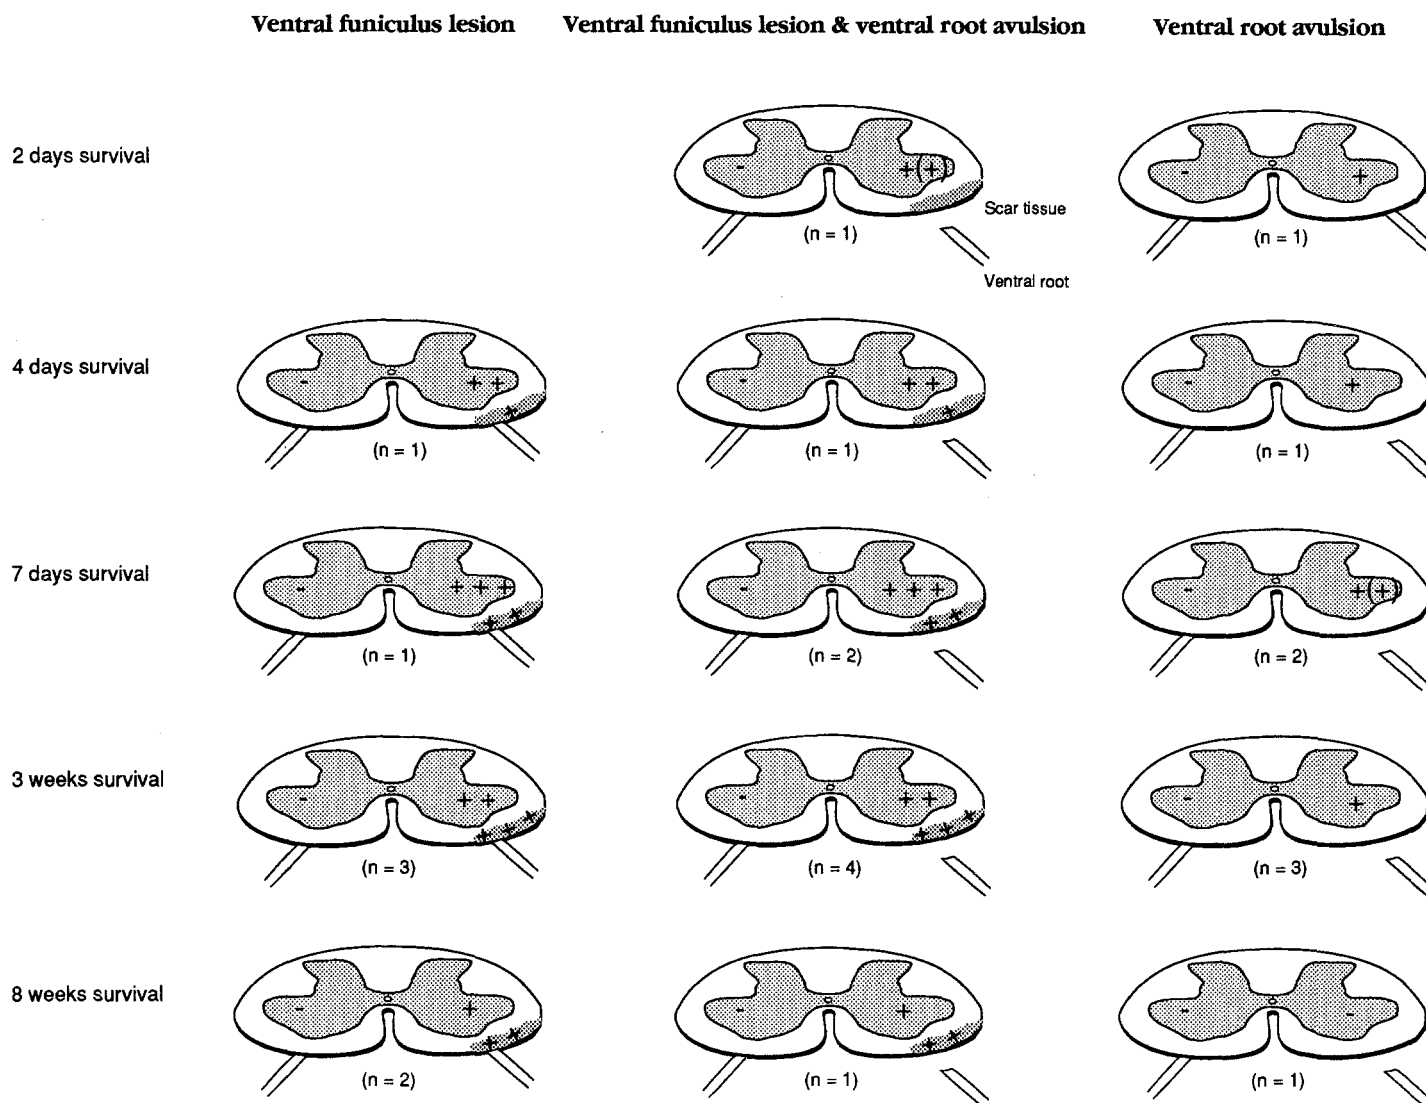 Ventral funiculus lesion
Ventral funiculus lesion & ventral root avulsion
Ventral root avulsion
2 days survival
- + (+)
- +
Scar tissue
(n = 1)
(n = 1)
Ventral root
4 days survival
- + + +
- + + +
- +
(n = 1)
(n = 1)
(n = 1)
7 days survival
- + + + + +
- + + + + +
- + (+)
(n = 1)
(n = 2)
(n = 2)
3 weeks survival
- + + + + +
- + + + + +
- +
(n = 3)
(n = 4)
(n = 3)
8 weeks survival
- + + +
- + + +
- -
(n = 2)
(n = 1)
(n = 1)